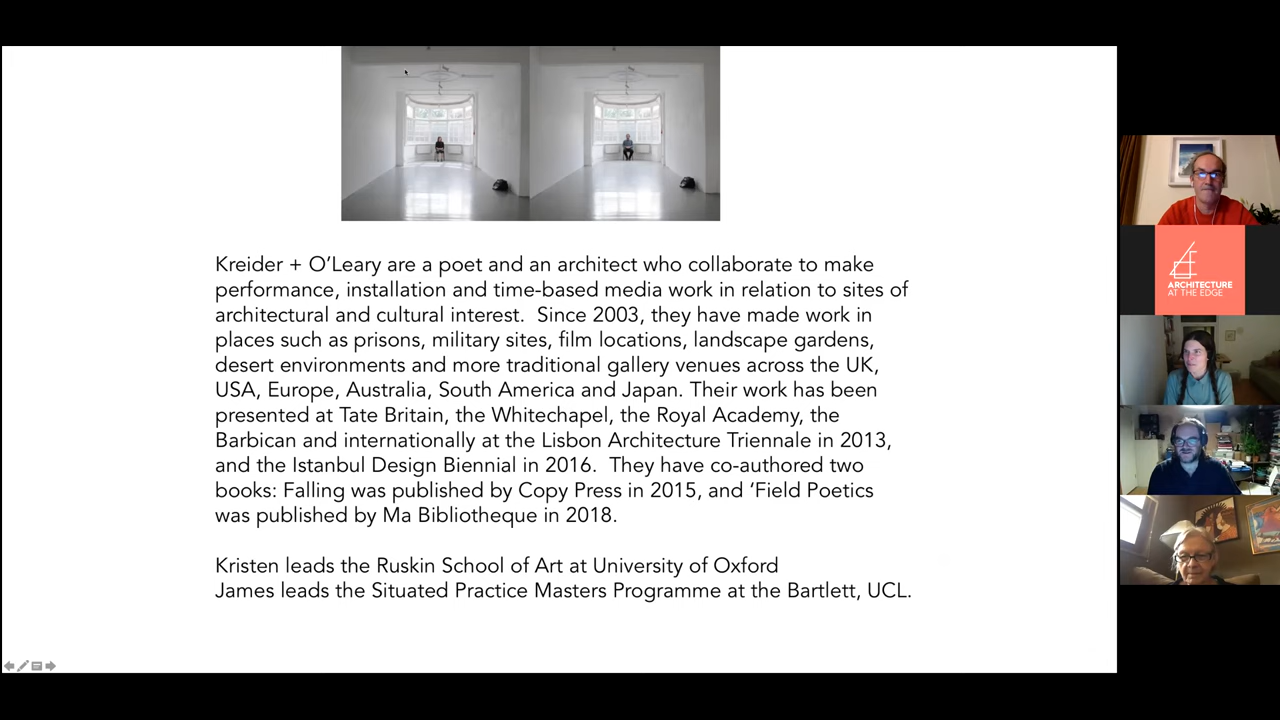 Kreider + O'Leary are a poet and an architect who collaborate to make
performance, installation and time-based media work in relation to sites of
architectural and cultural interest.  Since 2003, they have made work in
places such as prisons, military sites, film locations, landscape gardens,
desert environments and more traditional gallery venues across the UK,
USA, Europe, Australia, South America and Japan. Their work has been
presented at Tate Britain, the Whitechapel, the Royal Academy, the
Barbican and internationally at the Lisbon Architecture Triennale in 2013,
and the Istanbul Design Biennial in 2016.  They have co-authored two
books: Falling was published by Copy Press in 2015, and ‘Field Poetics
was published by Ma Bibliotheque in 2018.
Kristen leads the Ruskin School of Art at University of Oxford
James leads the Situated Practice Masters Programme at the Bartlett, UCL.
ARCHITECTURE
AT THE EDGE